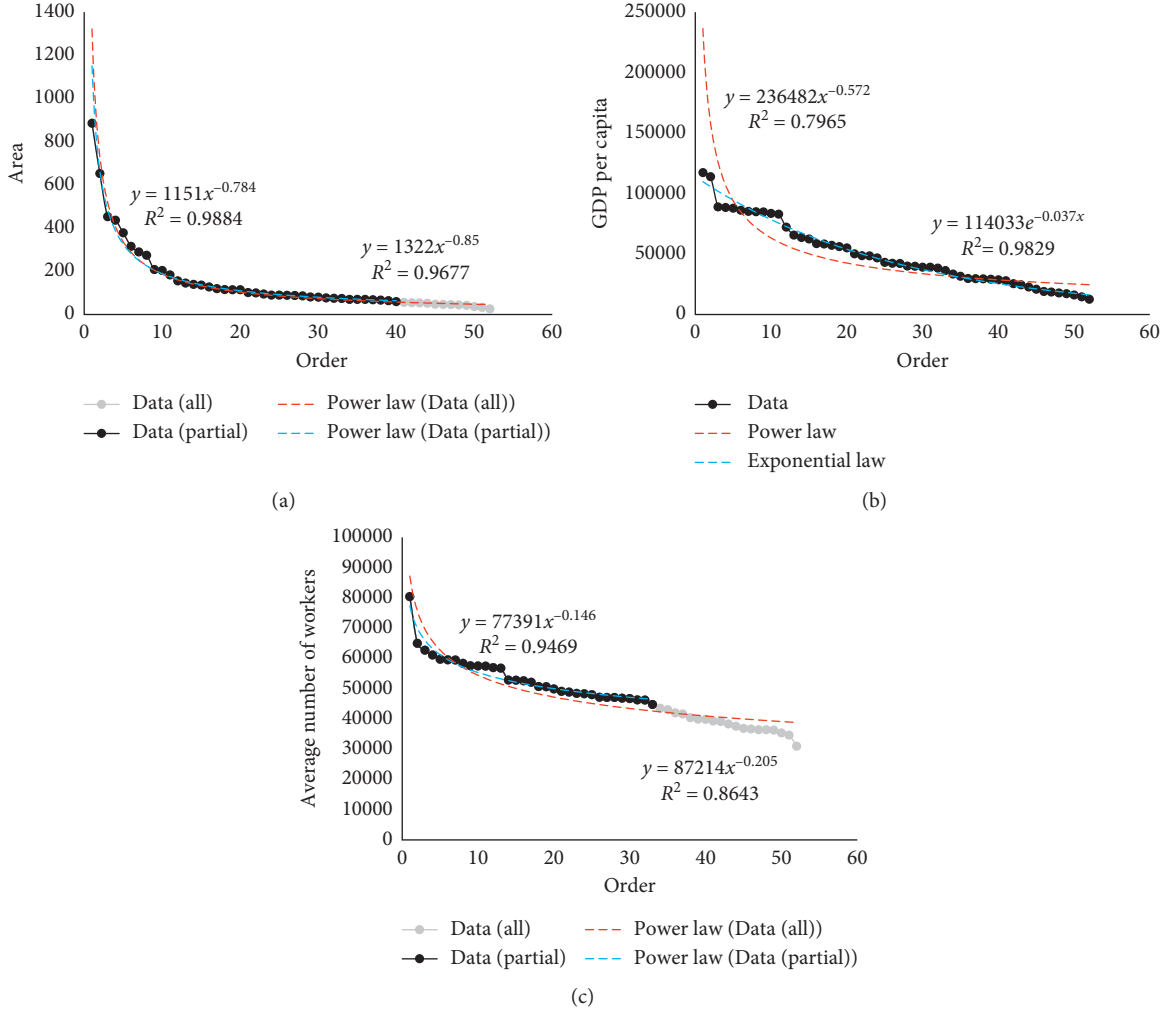 1400
1200
1000
800
600
400
200
0
Area
y = 1151x^{–0.784}
R² = 0.9884
y = 1322x^{–0.85}
R² = 0.9677
0 10 20 30 40 50 60
Order
Data (all)
Data (partial)
Power law (Data (all))
Power law (Data (partial))
(a)
250000
200000
150000
100000
50000
0
GDP per capita
y = 236482x^{–0.572}
R² = 0.7965
y = 114033e^{–0.037x}
R² = 0.9829
0 10 20 30 40 50 60
Order
Data
Power law
Exponential law
(b)
100000
90000
80000
70000
60000
50000
40000
30000
20000
10000
0
Average number of workers
y = 77391x^{–0.146}
R² = 0.9469
y = 87214x^{–0.205}
R² = 0.8643
0 10 20 30 40 50 60
Order
Data (all)
Data (partial)
Power law (Data (all))
Power law (Data (partial))
(c)